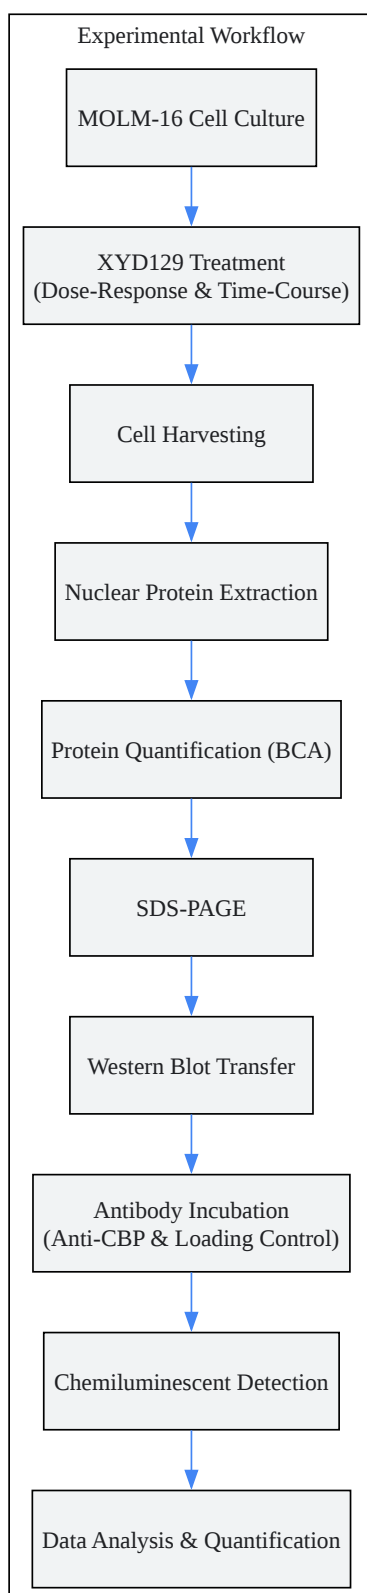 Experimental Workflow
MOLM-16 Cell Culture
XYD129 Treatment
(Dose-Response & Time-Course)
Cell Harvesting
Nuclear Protein Extraction
Protein Quantification (BCA)
SDS-PAGE
Western Blot Transfer
Antibody Incubation
(Anti-CBP & Loading Control)
Chemiluminescent Detection
Data Analysis & Quantification